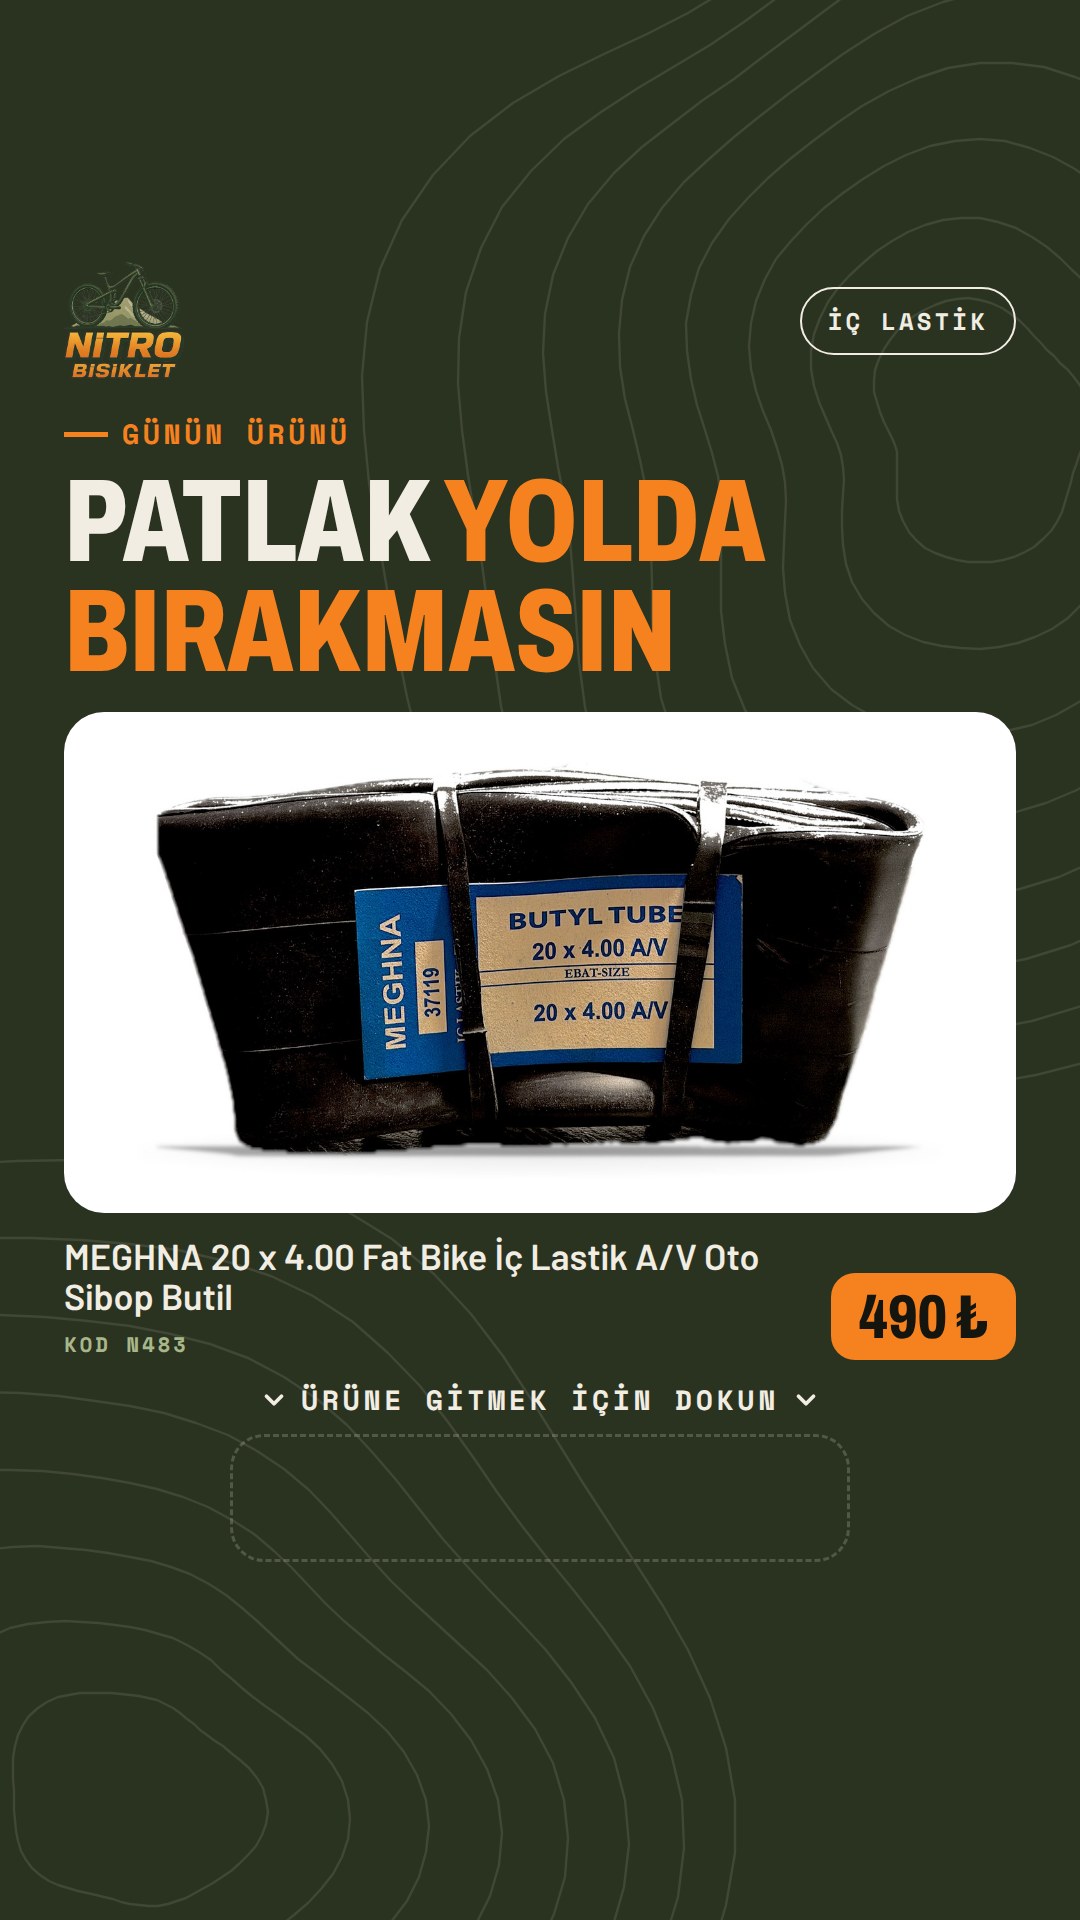 NiTRO
BiSiKLET
İÇ LASTİK
GÜNÜN ÜRÜNÜ
PATLAK YOLDA
BIRAKMASIN
MEGHNA
37119
BUTYL TUBE
20 x 4.00 A/V
EBAT-SIZE
20 x 4.00 A/V
MEGHNA 20 x 4.00 Fat Bike İç Lastik A/V Oto
Sibop Butil
KOD N483
490 ₺
ÜRÜNE GİTMEK İÇİN DOKUN